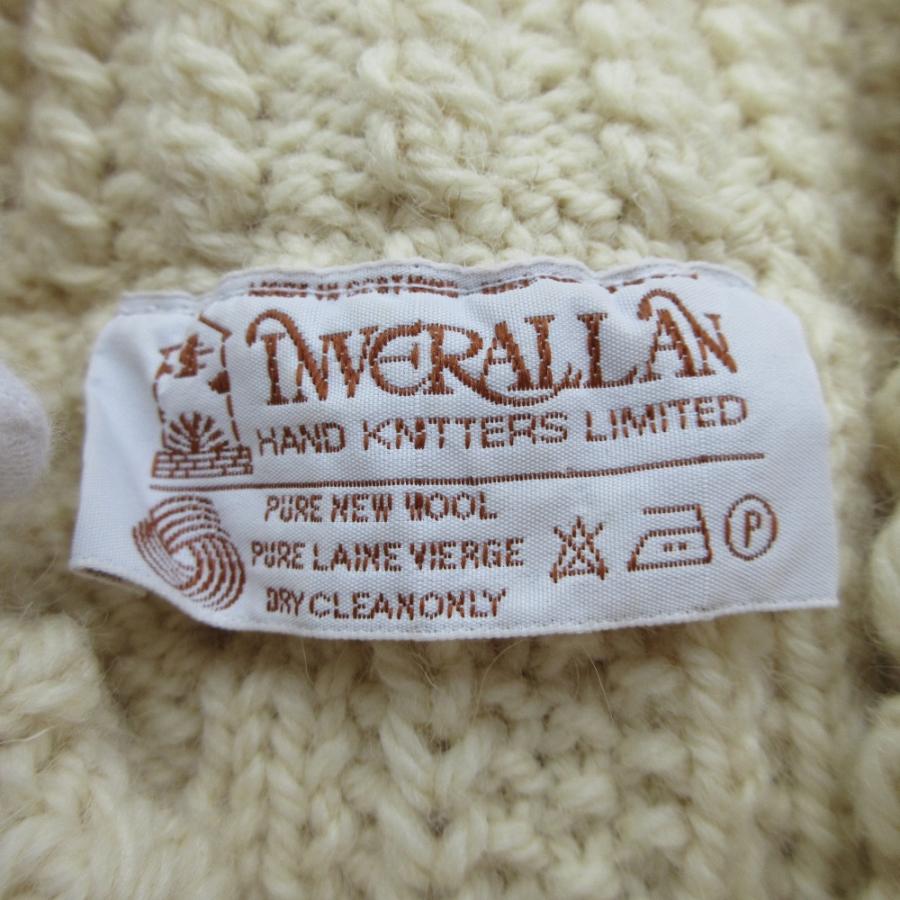 INVERALLAN
HAND KNITTERS LIMITED
PURE NEW WOOL
PURE LAINE VIERGE
DRY CLEAN ONLY
P